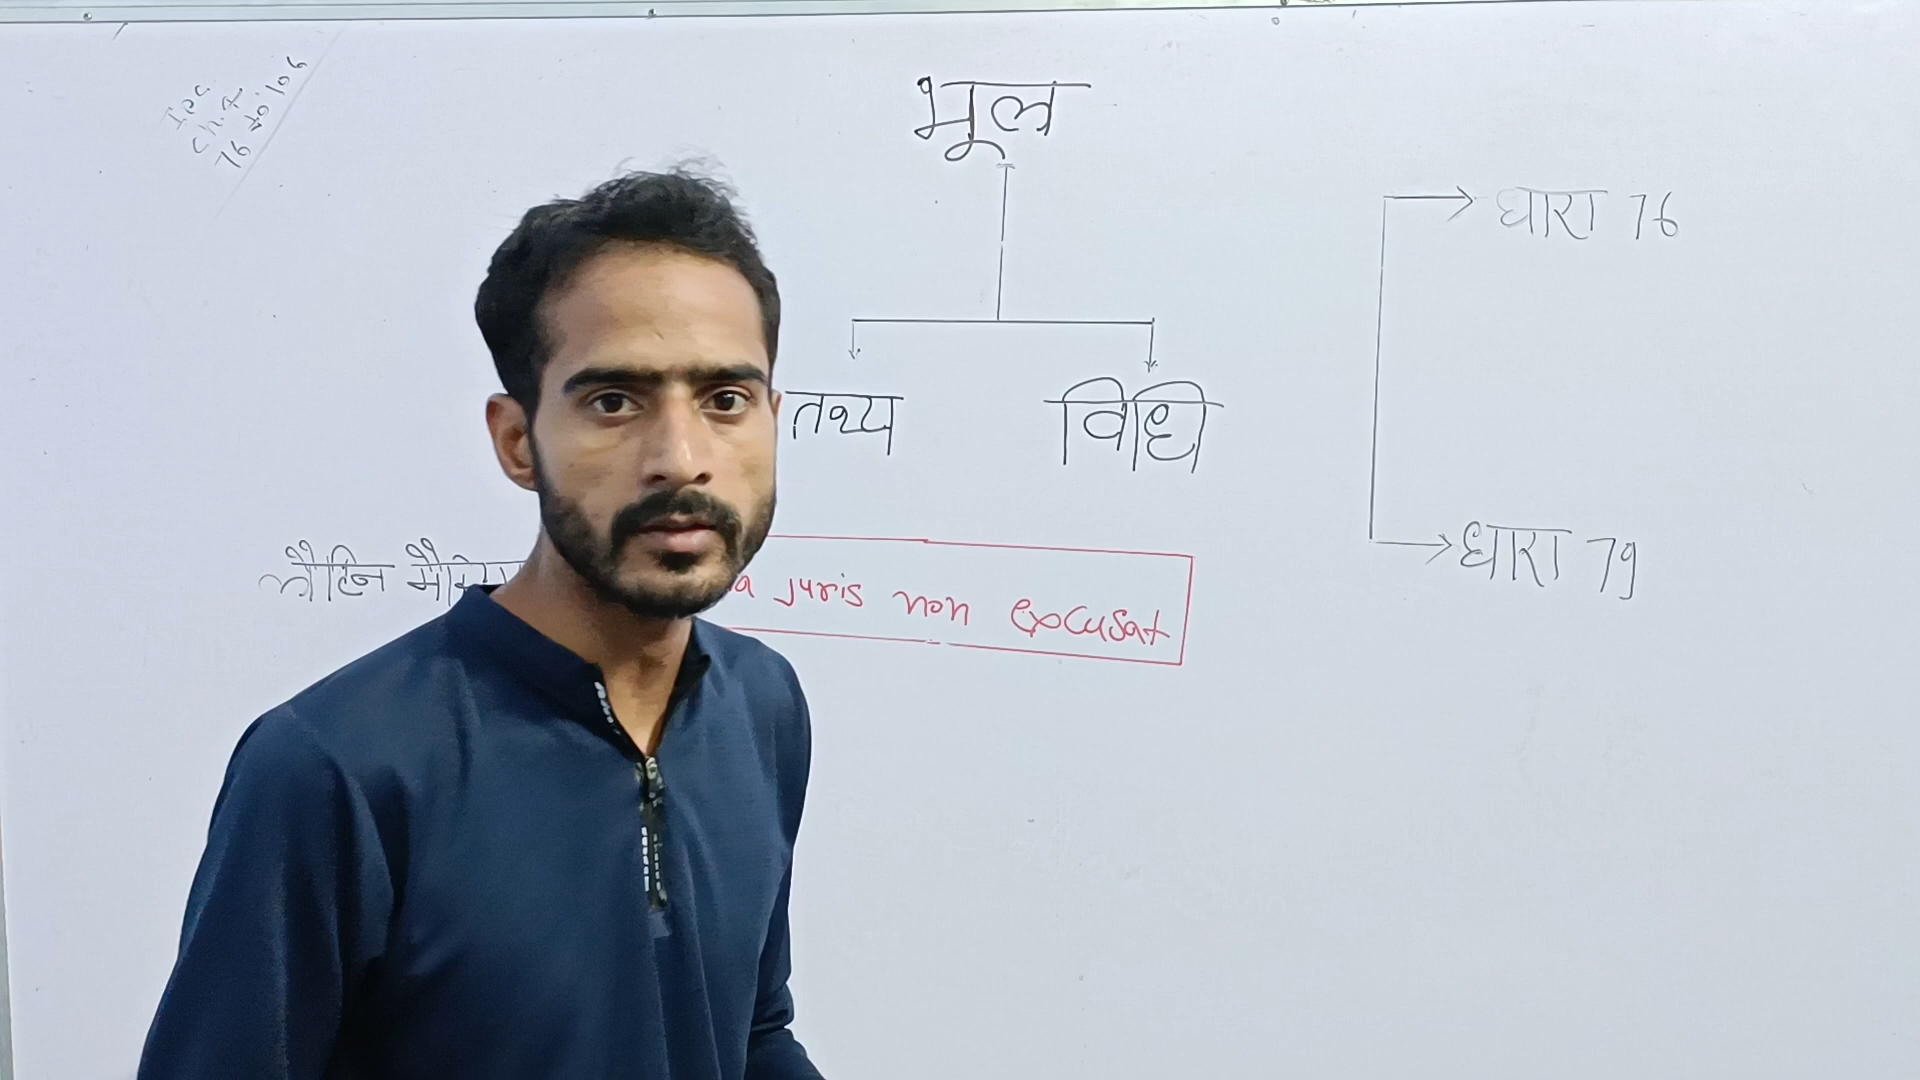 IPC
ch. 4
76 to 106
भूल
धारा 76
तथ्य
विधि
धारा 79
लैटिन
juris non excusat